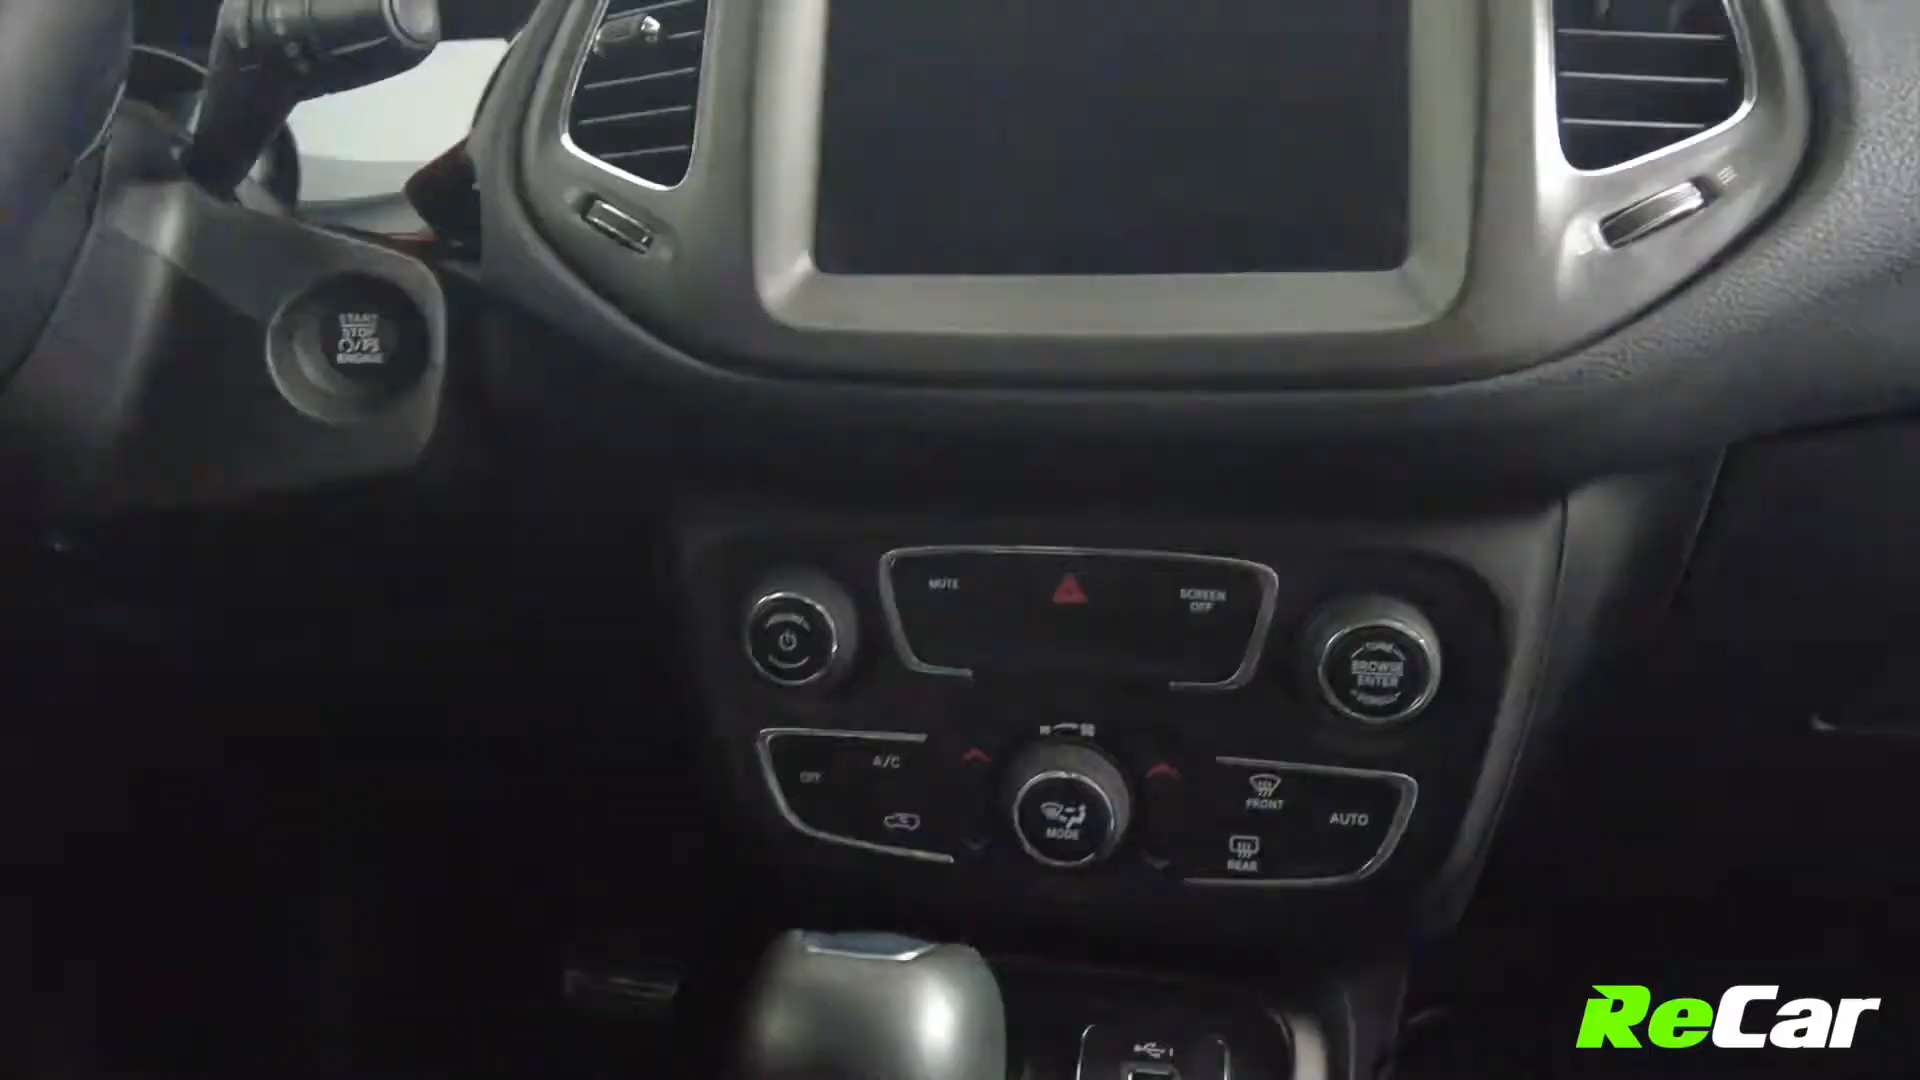 START
STOP
ENGINE
MUTE
SCREEN
OFF
BROWSE
ENTER
OFF
A/C
MODE
FRONT
AUTO
REAR
ReCar